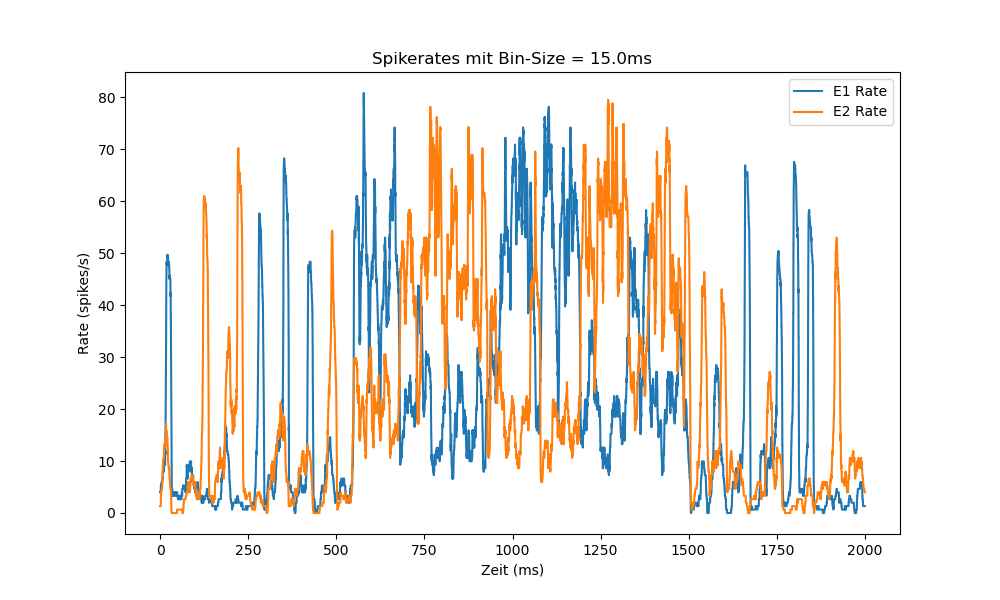 Spikerates mit Bin-Size = 15.0ms
E1 Rate
E2 Rate
80
70
60
50
40
30
20
10
0
Rate (spikes/s)
0 250 500 750 1000 1250 1500 1750 2000
Zeit (ms)